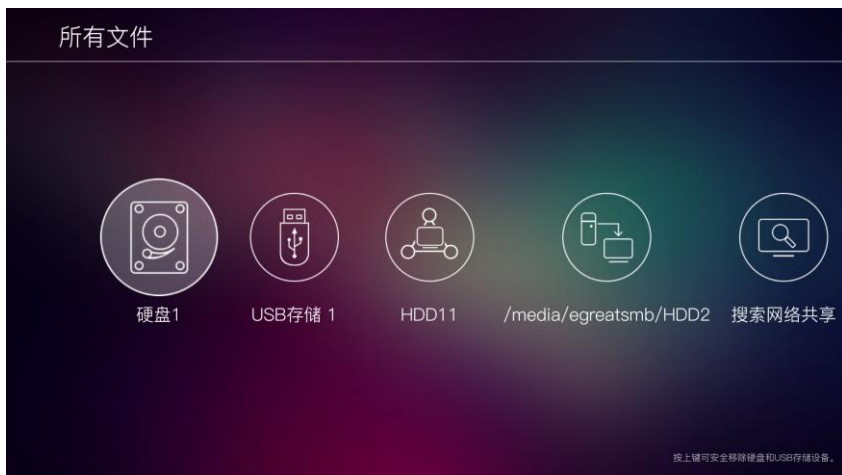 所有文件
硬盘1
USB存储 1
HDD11
/media/egreatsmb/HDD2
搜索网络共享
按上键可安全移除硬盘和USB存储设备。